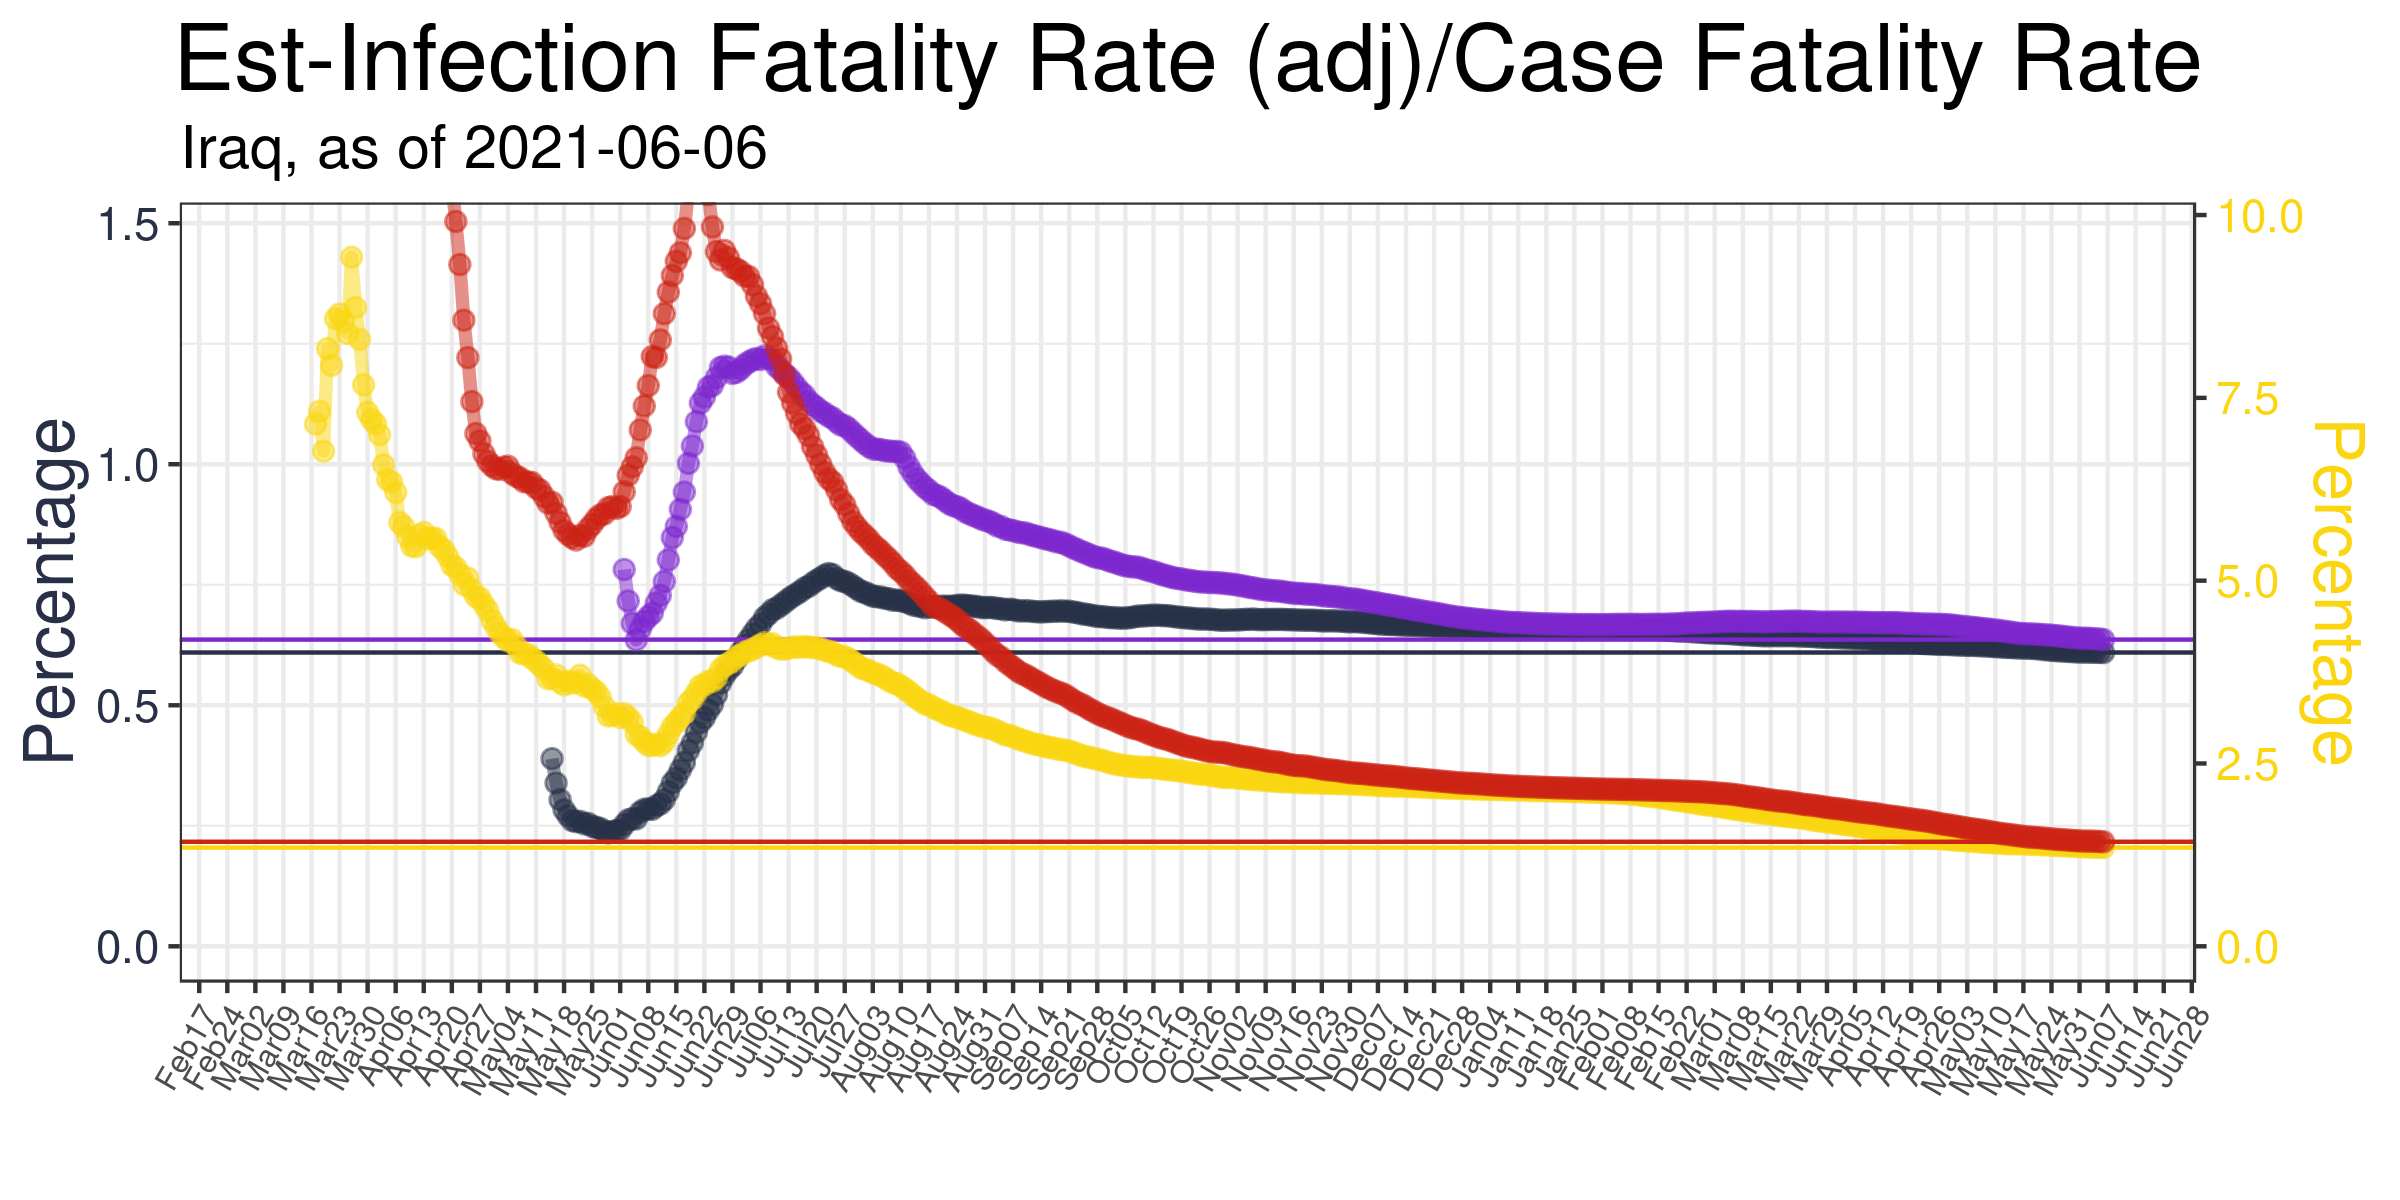 Est-Infection Fatality Rate (adj)/Case Fatality Rate
Iraq, as of 2021-06-06
Percentage
1.5
1.0
0.5
0.0
10.0
7.5
5.0
2.5
0.0
Percentage
Feb17
Feb24
Mar02
Mar09
Mar16
Mar23
Mar30
Apr06
Apr13
Apr20
Apr27
May04
May11
May18
May25
Jun01
Jun08
Jun15
Jun22
Jun29
Jul06
Jul13
Jul20
Jul27
Aug03
Aug10
Aug17
Aug24
Aug31
Sep07
Sep14
Sep21
Sep28
Oct05
Oct12
Oct19
Oct26
Nov02
Nov09
Nov16
Nov23
Nov30
Dec07
Dec14
Dec21
Dec28
Jan04
Jan11
Jan18
Jan25
Feb01
Feb08
Feb15
Feb22
Mar01
Mar08
Mar15
Mar22
Mar29
Apr05
Apr12
Apr19
Apr26
May03
May10
May17
May24
May31
Jun07
Jun14
Jun21
Jun28